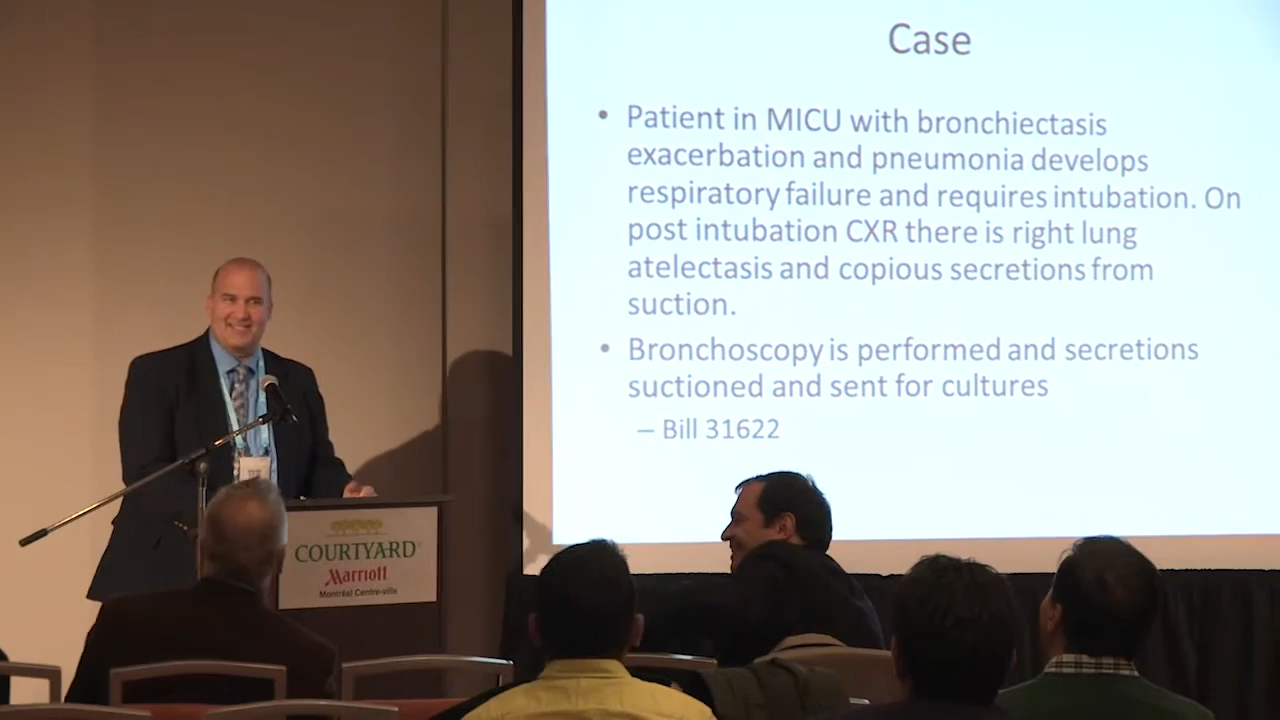 Case
• Patient in MICU with bronchiectasis
exacerbation and pneumonia develops
respiratory failure and requires intubation. On
post intubation CXR there is right lung
atelectasis and copious secretions from
suction.
• Bronchoscopy is performed and secretions
suctioned and sent for cultures
– Bill 31622
COURTYARD
Marriott
Montréal Centre-ville